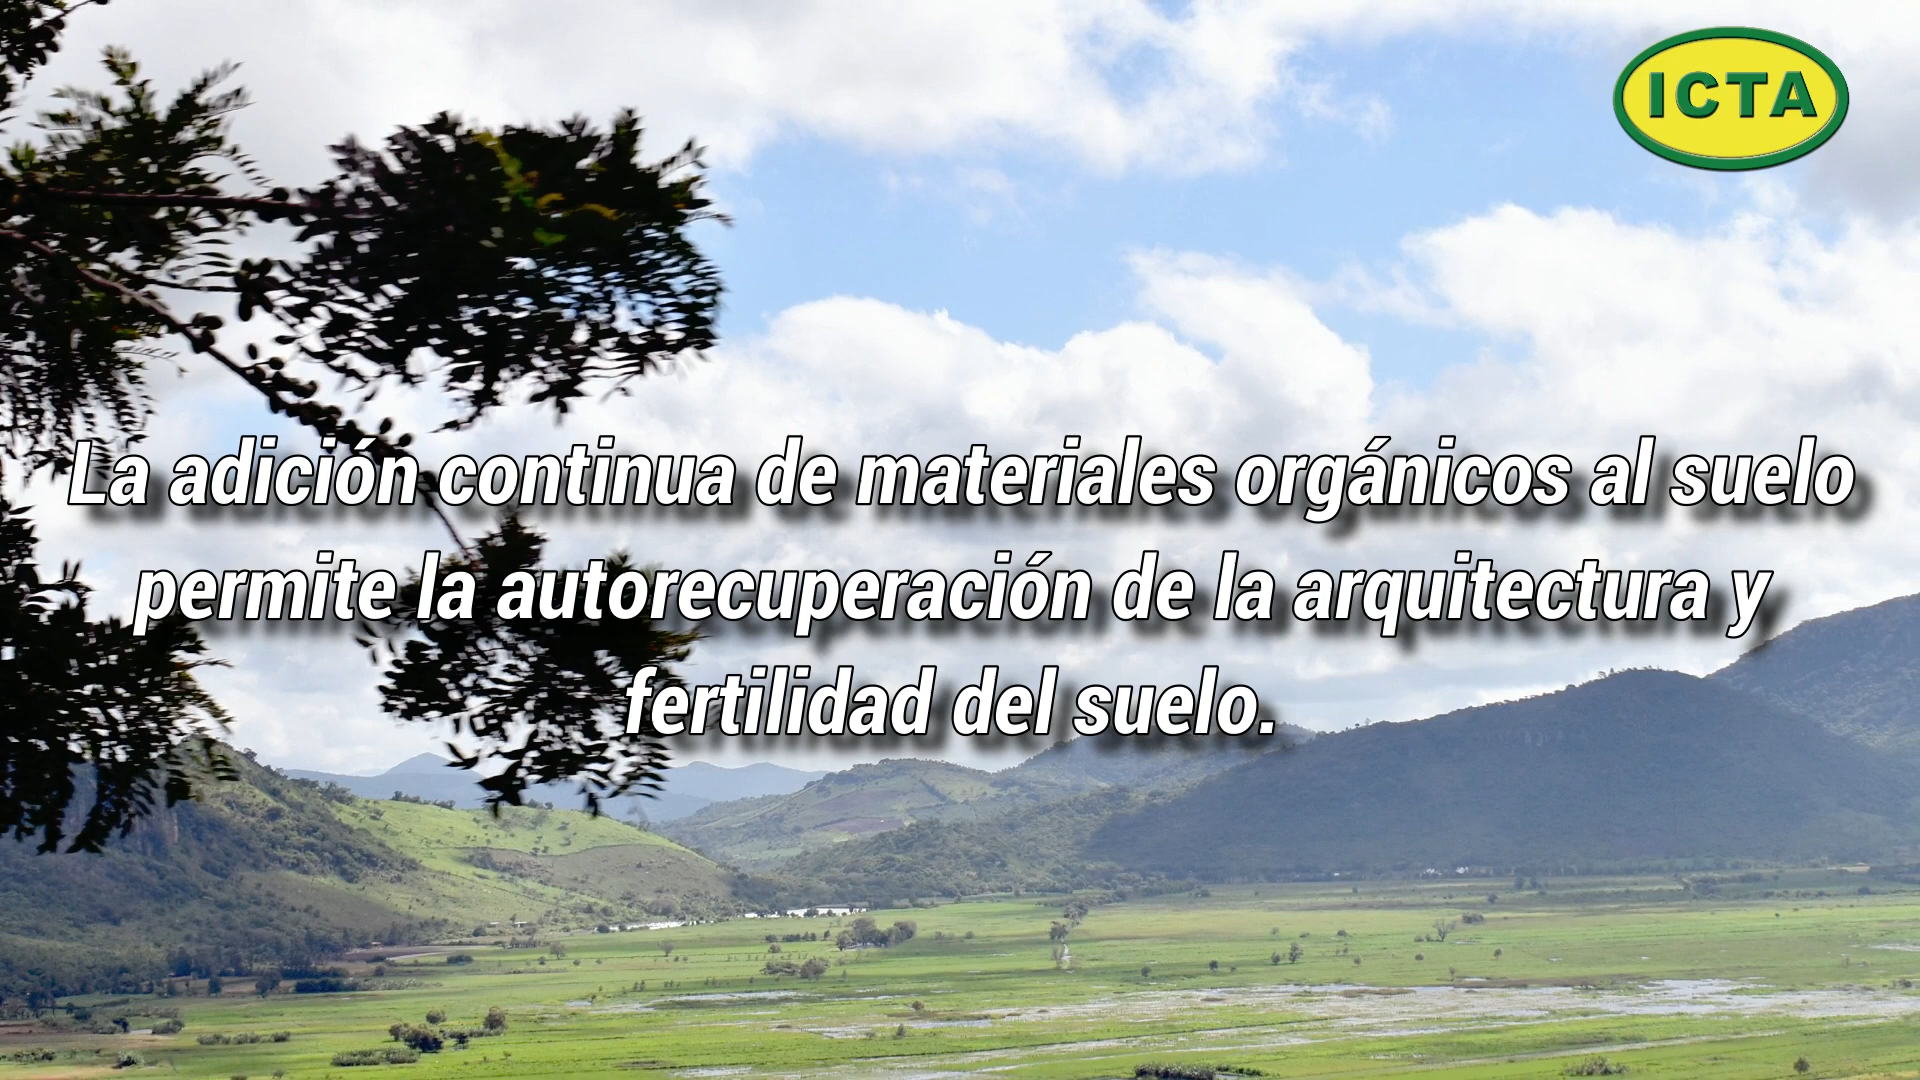 ICTA
La adición continua de materiales orgánicos al suelo
permite la autorecuperación de la arquitectura y
fertilidad del suelo.